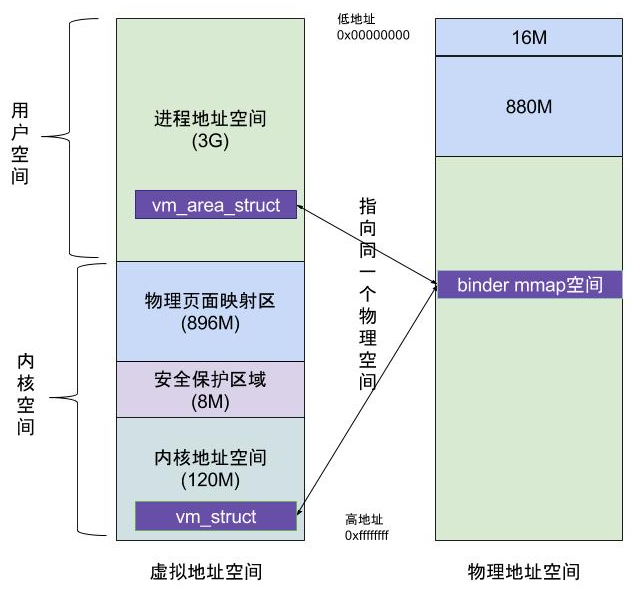 低地址
0x00000000
16M
880M
用户空间
进程地址空间
(3G)
vm_area_struct
指向同一个物理空间
binder mmap空间
物理页面映射区
(896M)
内核空间
安全保护区域
(8M)
内核地址空间
(120M)
vm_struct
高地址
0xffffffff
虚拟地址空间
物理地址空间